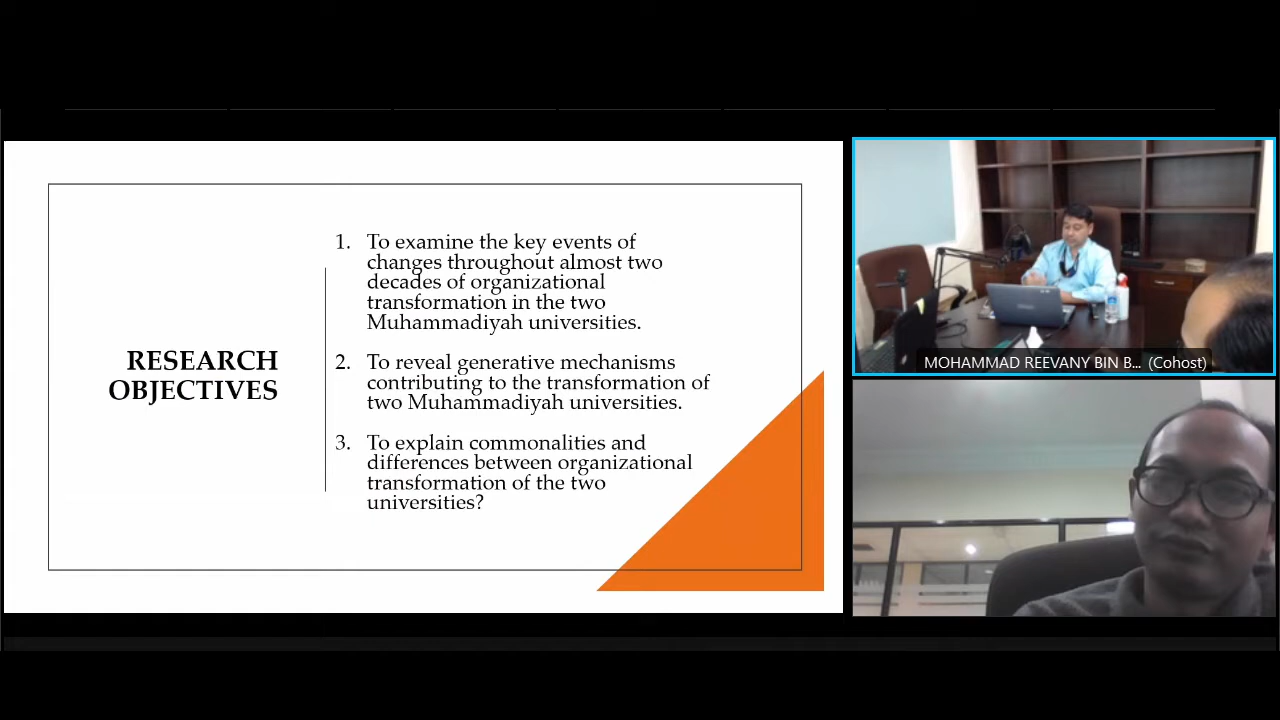 RESEARCH
OBJECTIVES
1. To examine the key events of
changes throughout almost two
decades of organizational
transformation in the two
Muhammadiyah universities.
2. To reveal generative mechanisms
contributing to the transformation of
two Muhammadiyah universities.
3. To explain commonalities and
differences between organizational
transformation of the two
universities?
MOHAMMAD REEVANY BIN B... (Cohost)